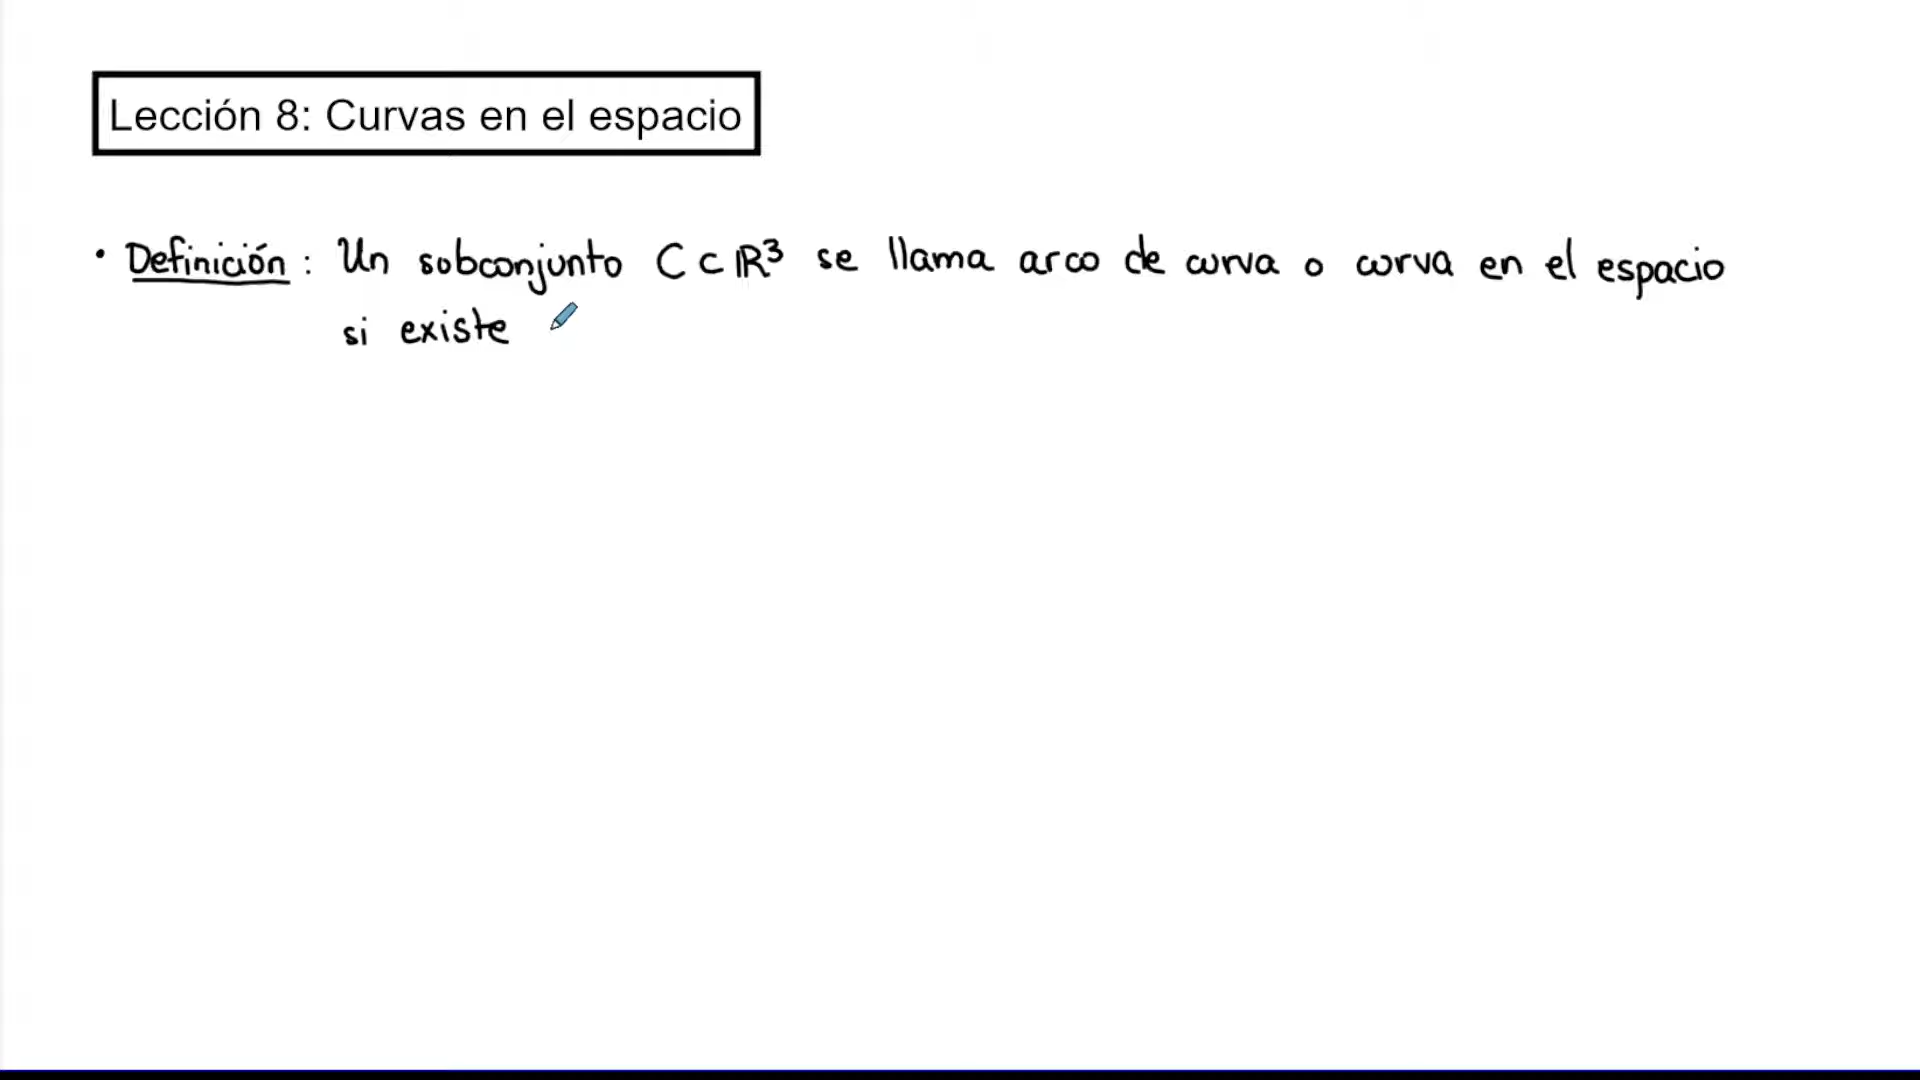 Lección 8: Curvas en el espacio
• Definición: Un subconjunto C ⊂ ℝ³ se llama arco de curva o curva en el espacio
si existe